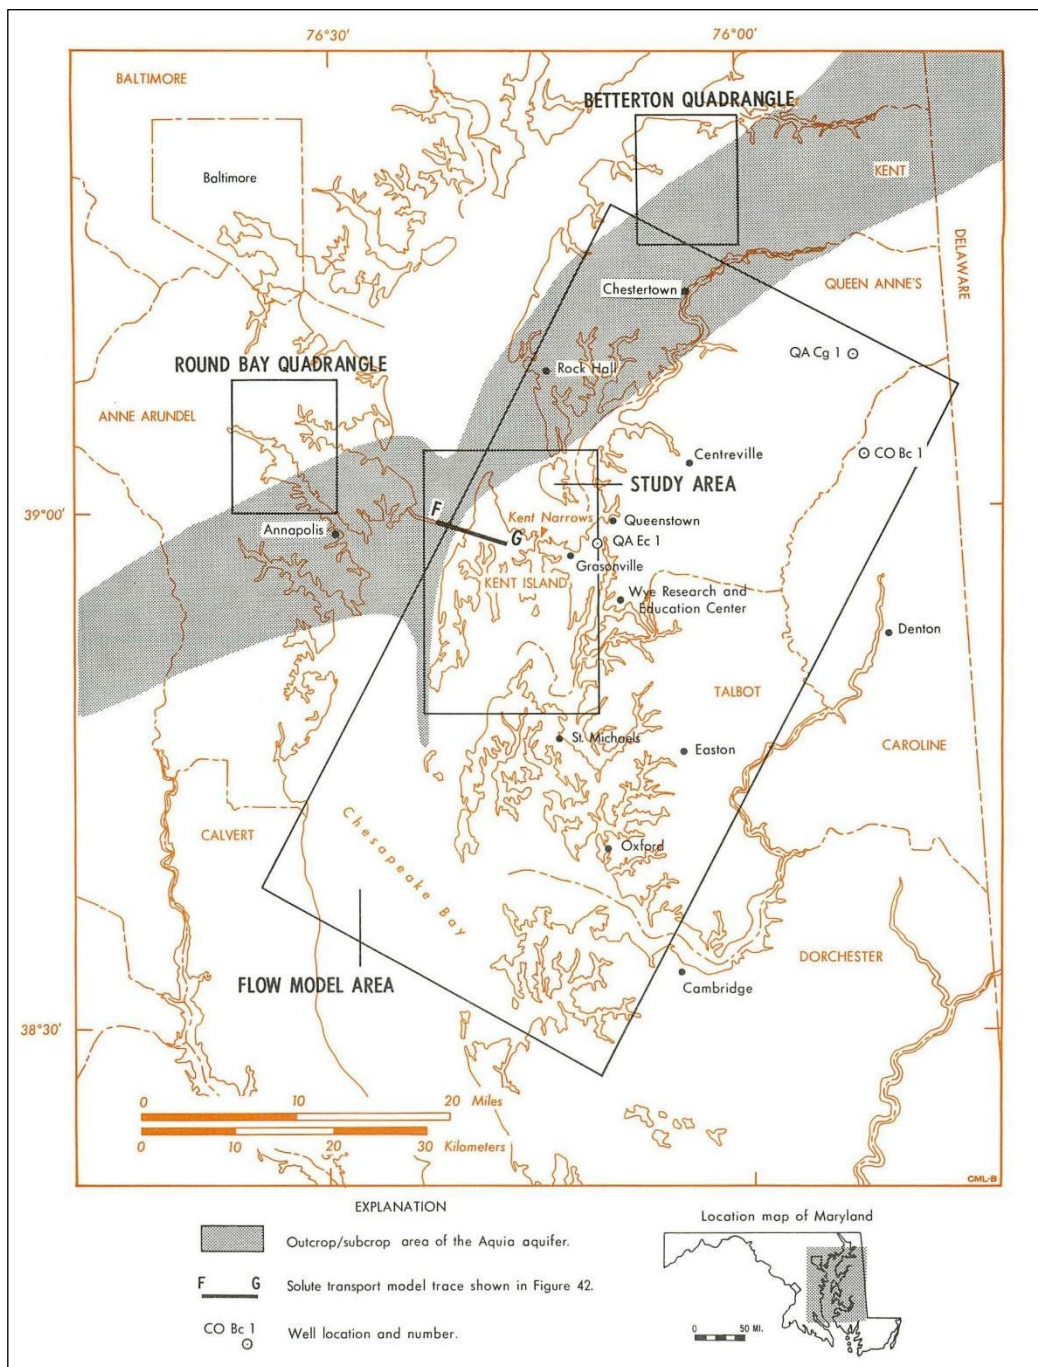 76°30'
76°00'
BALTIMORE
BETTERTON QUADRANGLE
Baltimore
KENT
DELAWARE
QUEEN ANNE'S
Chestertown
QA Cg 1
ROUND BAY QUADRANGLE
Rock Hall
ANNE ARUNDEL
CO Bc 1
Centreville
STUDY AREA
F
39°00'
Kent Narrows
Queenstown
Annapolis
G
QA Ec 1
Grasonville
KENT ISLAND
Wye Research and
Education Center
Denton
TALBOT
St. Michaels
Easton
CAROLINE
Chesapeake Bay
CALVERT
Oxford
DORCHESTER
FLOW MODEL AREA
Cambridge
38°30'
0 10 20 Miles
0 10 20 30 Kilometers
CML-B
EXPLANATION
Outcrop/subcrop area of the Aquia aquifer.
F G Solute transport model trace shown in Figure 42.
CO Bc 1 Well location and number.
Location map of Maryland
0 50 MI.